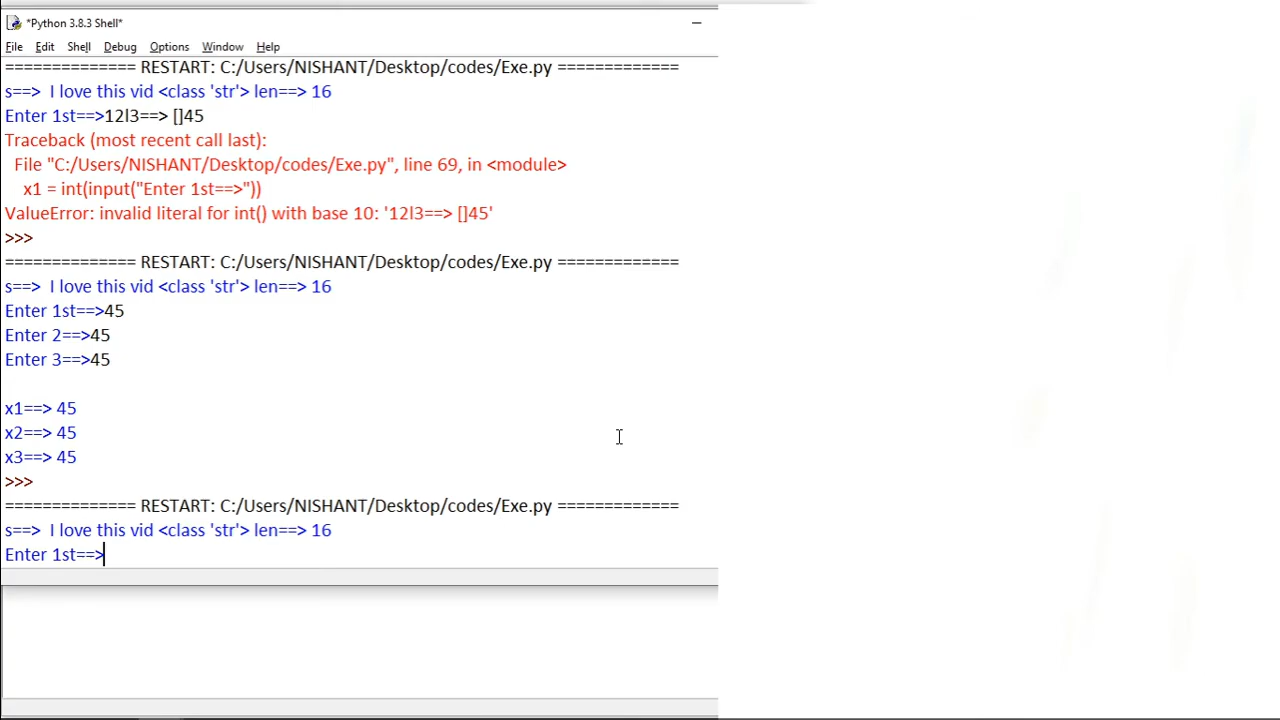 *Python 3.8.3 Shell*
File Edit Shell Debug Options Window Help
============== RESTART: C:/Users/NISHANT/Desktop/codes/Exe.py =============
s==>  I love this vid <class 'str'> len==> 16
Enter 1st==>12l3==> []45
Traceback (most recent call last):
  File "C:/Users/NISHANT/Desktop/codes/Exe.py", line 69, in <module>
    x1 = int(input("Enter 1st==>"))
ValueError: invalid literal for int() with base 10: '12l3==> []45'
>>>
============== RESTART: C:/Users/NISHANT/Desktop/codes/Exe.py =============
s==>  I love this vid <class 'str'> len==> 16
Enter 1st==>45
Enter 2==>45
Enter 3==>45
x1==> 45
x2==> 45
x3==> 45
>>>
============== RESTART: C:/Users/NISHANT/Desktop/codes/Exe.py =============
s==>  I love this vid <class 'str'> len==> 16
Enter 1st==>